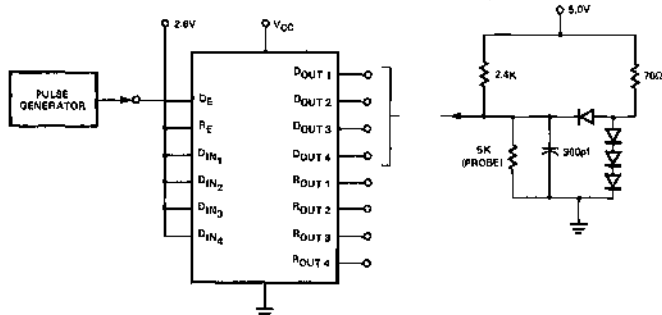 2.6V
VCC
5.0V
PULSE
GENERATOR
DE
RE
DIN1
DIN2
DIN3
DIN4
DOUT 1
DOUT 2
DOUT 3
DOUT 4
ROUT 1
ROUT 2
ROUT 3
ROUT 4
2.4K
70Ω
5K
(PROBE)
300pf